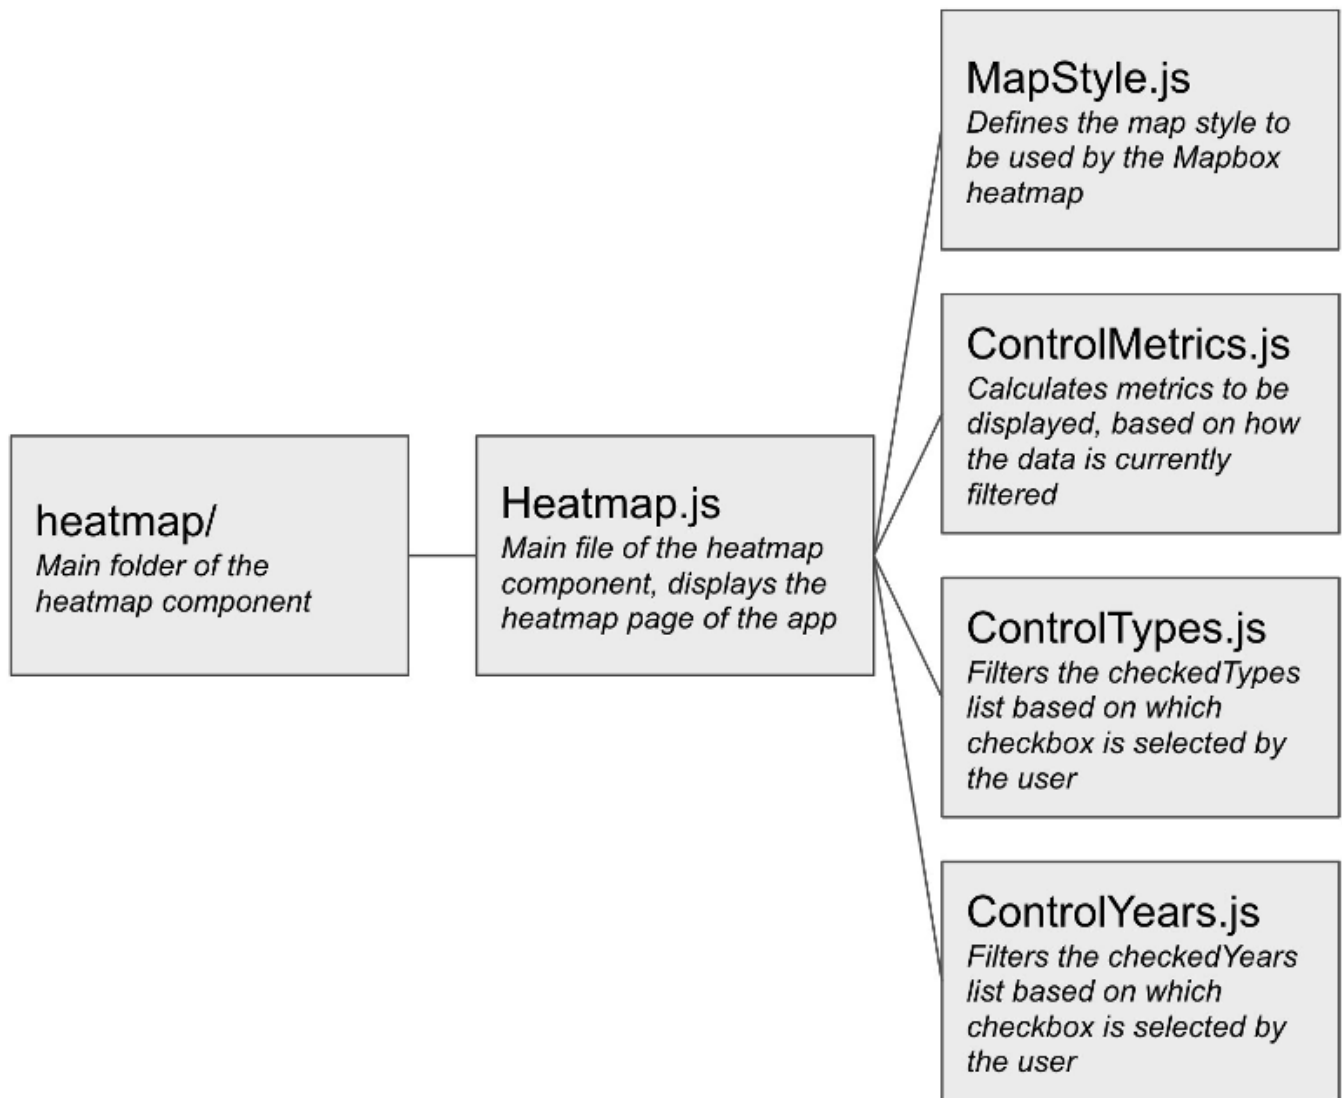 heatmap/
Main folder of the
heatmap component
Heatmap.js
Main file of the heatmap
component, displays the
heatmap page of the app
MapStyle.js
Defines the map style to
be used by the Mapbox
heatmap
ControlMetrics.js
Calculates metrics to be
displayed, based on how
the data is currently
filtered
ControlTypes.js
Filters the checkedTypes
list based on which
checkbox is selected by
the user
ControlYears.js
Filters the checkedYears
list based on which
checkbox is selected by
the user